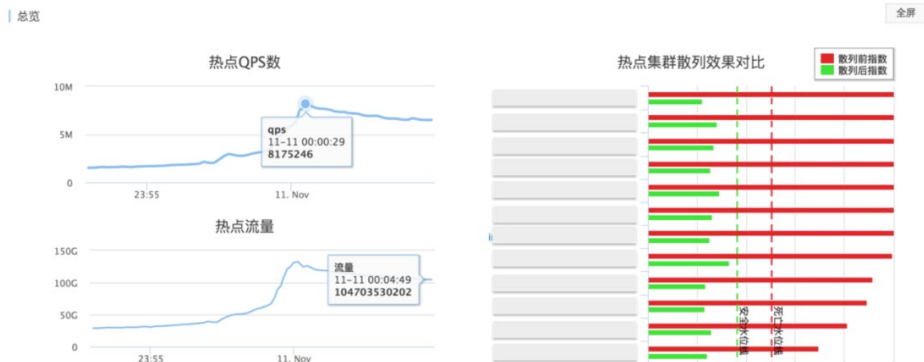 总览
全屏
热点QPS数
10M
5M
0
qps
11-11 00:00:29
8175246
23:55
11. Nov
热点流量
150G
100G
50G
0
流量
11-11 00:04:49
104703530202
23:55
11. Nov
热点集群散列效果对比
散列前指数
散列后指数
安全水位线
死亡水位线